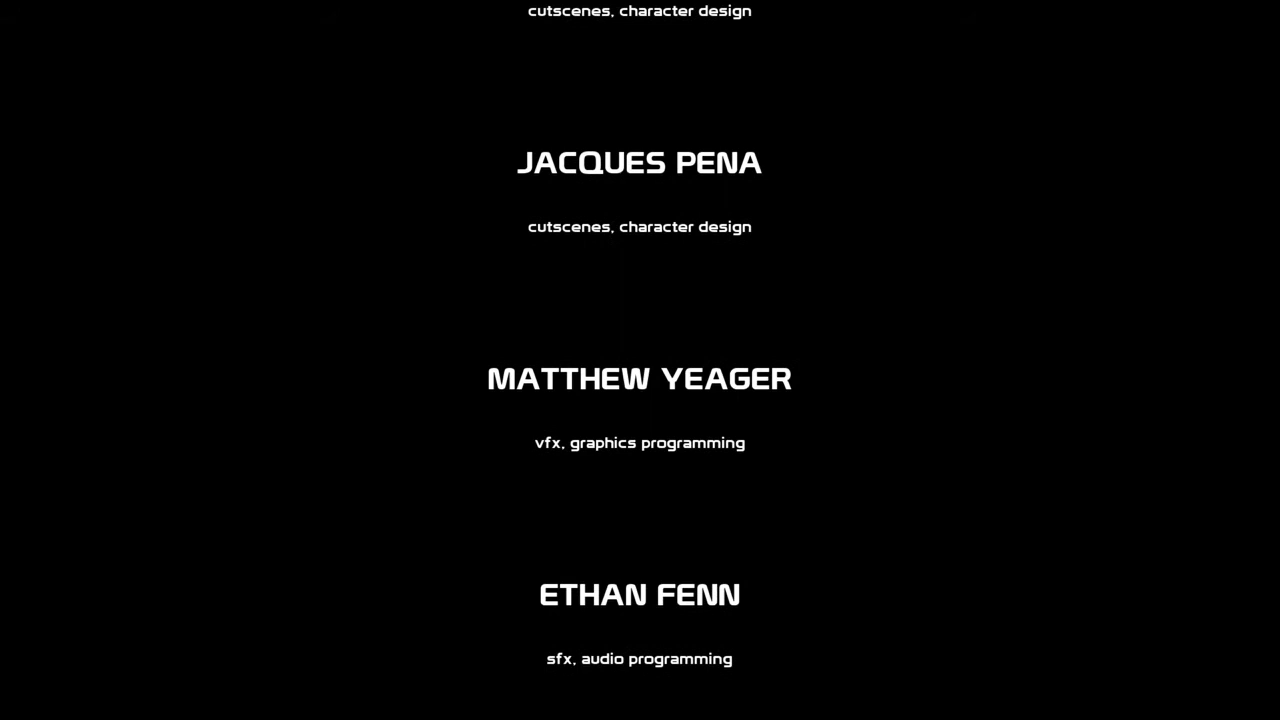 cutscenes, character design
JACQUES PENA
cutscenes, character design
MATTHEW YEAGER
vfx, graphics programming
ETHAN FENN
sfx, audio programming